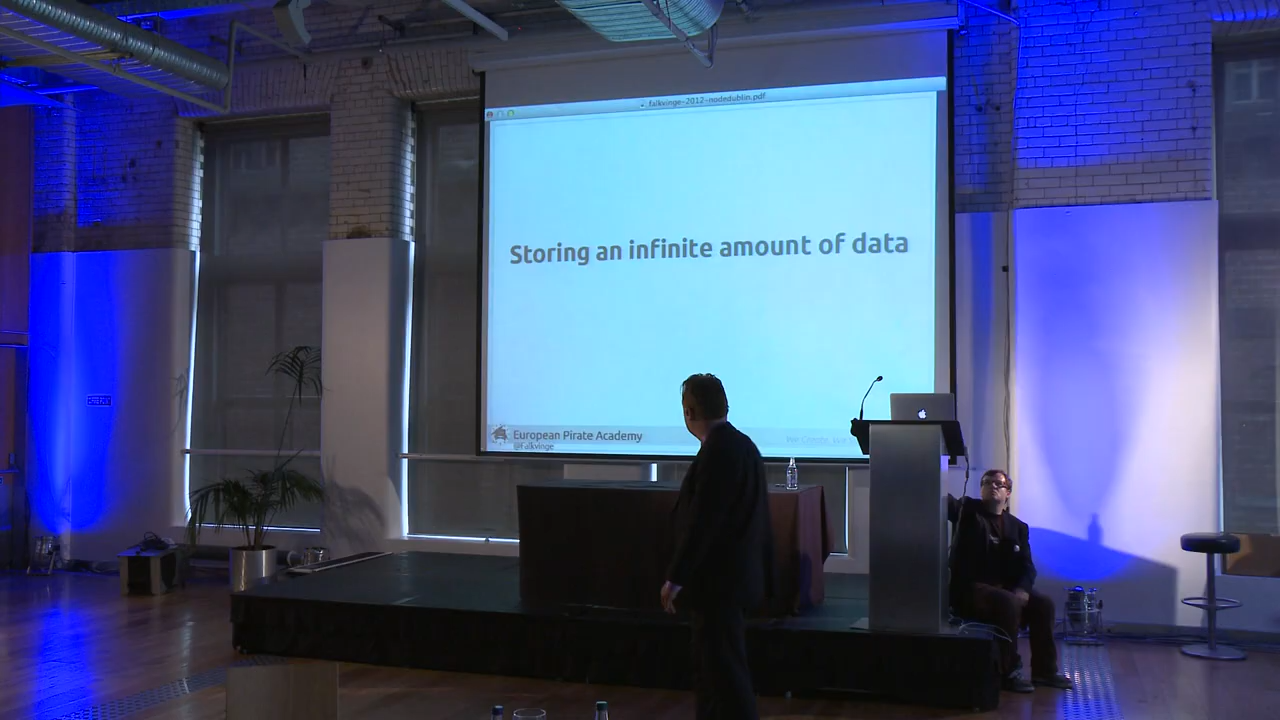 falkvinge-2012-nodedublin.pdf
Storing an infinite amount of data
European Pirate Academy
@Falkvinge